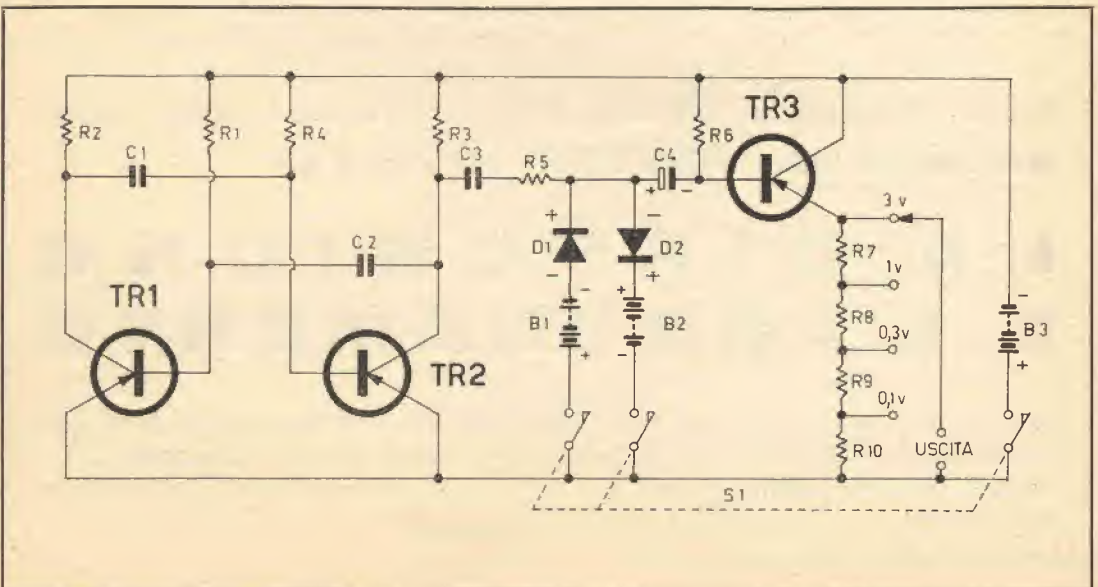 TR3
R2
R1
R4
R3
R6
C1
C3
R5
C4
+ -
3 v
+
-
D1
D2
R7
C2
-
+
1v
TR1
-
+
R8
B1
B2
-
B3
+
-
0,3v
+
TR2
R9
0,1v
R10
USCITA
S1